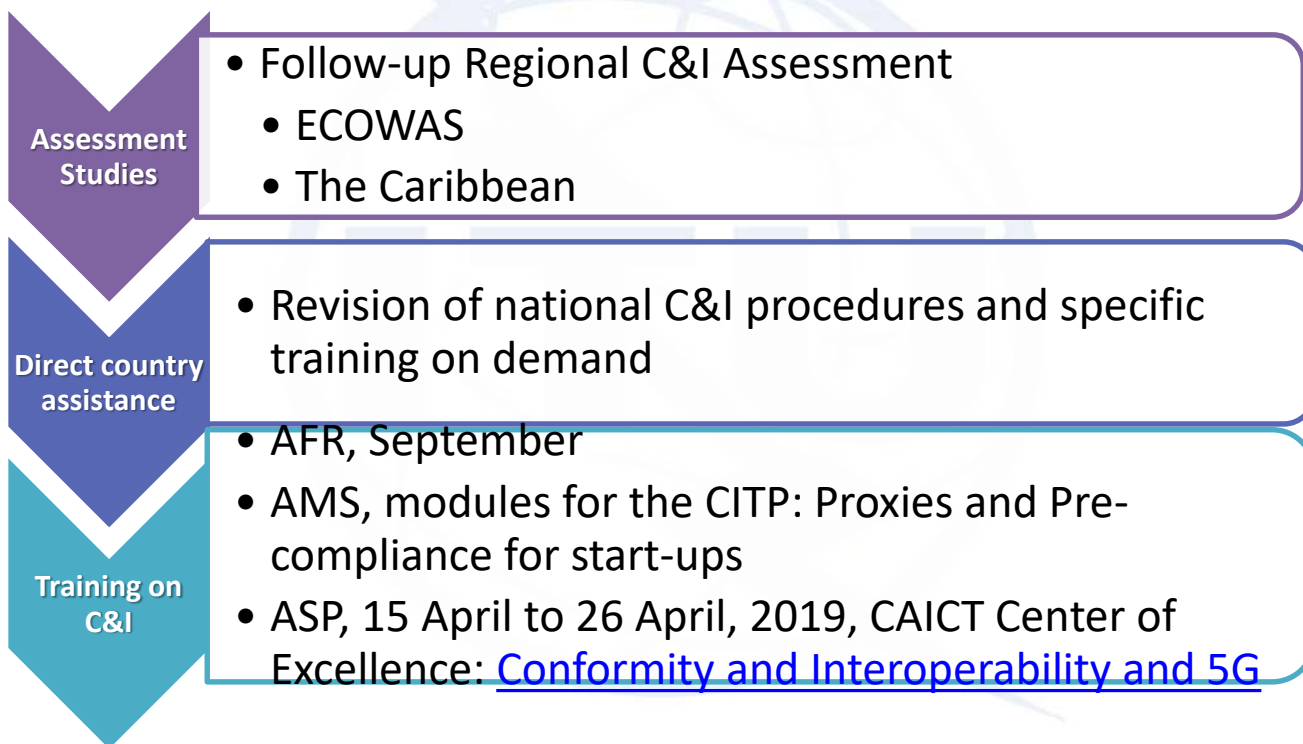 Assessment
Studies
• Follow-up Regional C&I Assessment
• ECOWAS
• The Caribbean
Direct country
assistance
• Revision of national C&I procedures and specific
training on demand
Training on
C&I
• AFR, September
• AMS, modules for the CITP: Proxies and Pre-
compliance for start-ups
• ASP, 15 April to 26 April, 2019, CAICT Center of
Excellence: Conformity and Interoperability and 5G
ITU